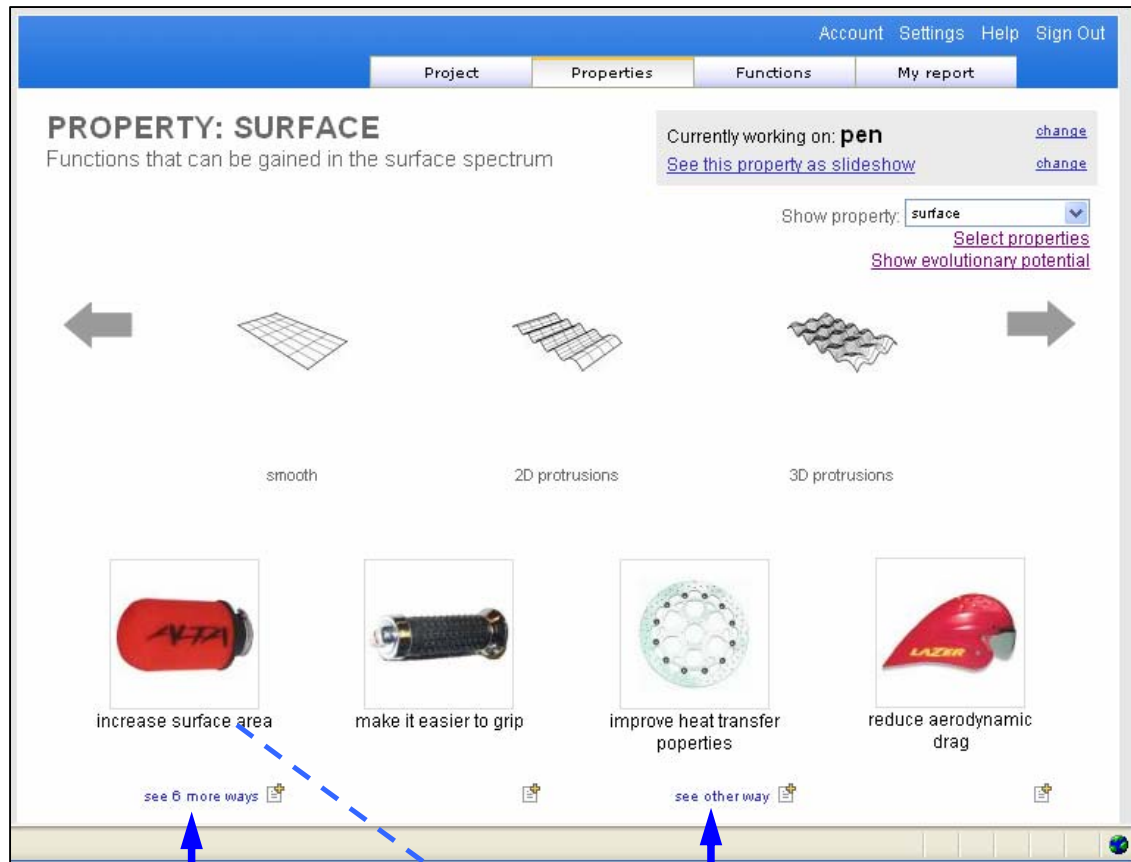 Account Settings Help Sign Out
Project Properties Functions My report
PROPERTY: SURFACE
Functions that can be gained in the surface spectrum
Currently working on: pen change
See this property as slideshow change
Show property: surface
Select properties
Show evolutionary potential
smooth 2D protrusions 3D protrusions
ALTA
LAZER
increase surface area make it easier to grip improve heat transfer reduce aerodynamic
poperties drag
see 6 more ways see other way